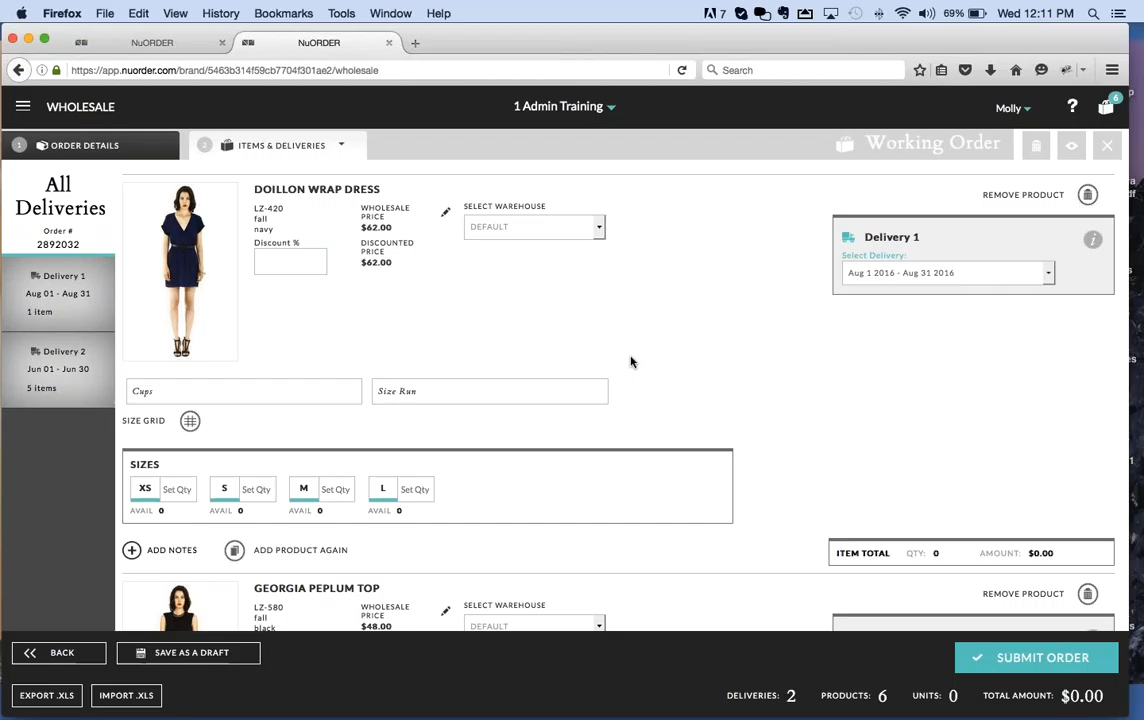 Firefox File Edit View History Bookmarks Tools Window Help
7 69% Wed 12:11 PM
NuORDER NuORDER
https://app.nuorder.com/brand/5463b314f59cb7704f301ae2/wholesale Search
WHOLESALE 1 Admin Training Molly ? 6
1 ORDER DETAILS 2 ITEMS & DELIVERIES Working Order
All
Deliveries
Order #
2892032
Delivery 1
Aug 01 - Aug 31
1 item
Delivery 2
Jun 01 - Jun 30
5 items
DOILLON WRAP DRESS
LZ-420
fall
navy
Discount %
WHOLESALE
PRICE
$62.00
DISCOUNTED
PRICE
$62.00
SELECT WAREHOUSE
DEFAULT
REMOVE PRODUCT
Delivery 1
Select Delivery:
Aug 1 2016 - Aug 31 2016
Cups Size Run
SIZE GRID
SIZES
XS Set Qty S Set Qty M Set Qty L Set Qty
AVAIL 0 AVAIL 0 AVAIL 0 AVAIL 0
ADD NOTES ADD PRODUCT AGAIN
ITEM TOTAL QTY: 0 AMOUNT: $0.00
GEORGIA PEPLUM TOP
LZ-580
fall
black
WHOLESALE
PRICE
$48.00
SELECT WAREHOUSE
DEFAULT
REMOVE PRODUCT
BACK SAVE AS A DRAFT SUBMIT ORDER
EXPORT .XLS IMPORT .XLS DELIVERIES: 2 PRODUCTS: 6 UNITS: 0 TOTAL AMOUNT: $0.00